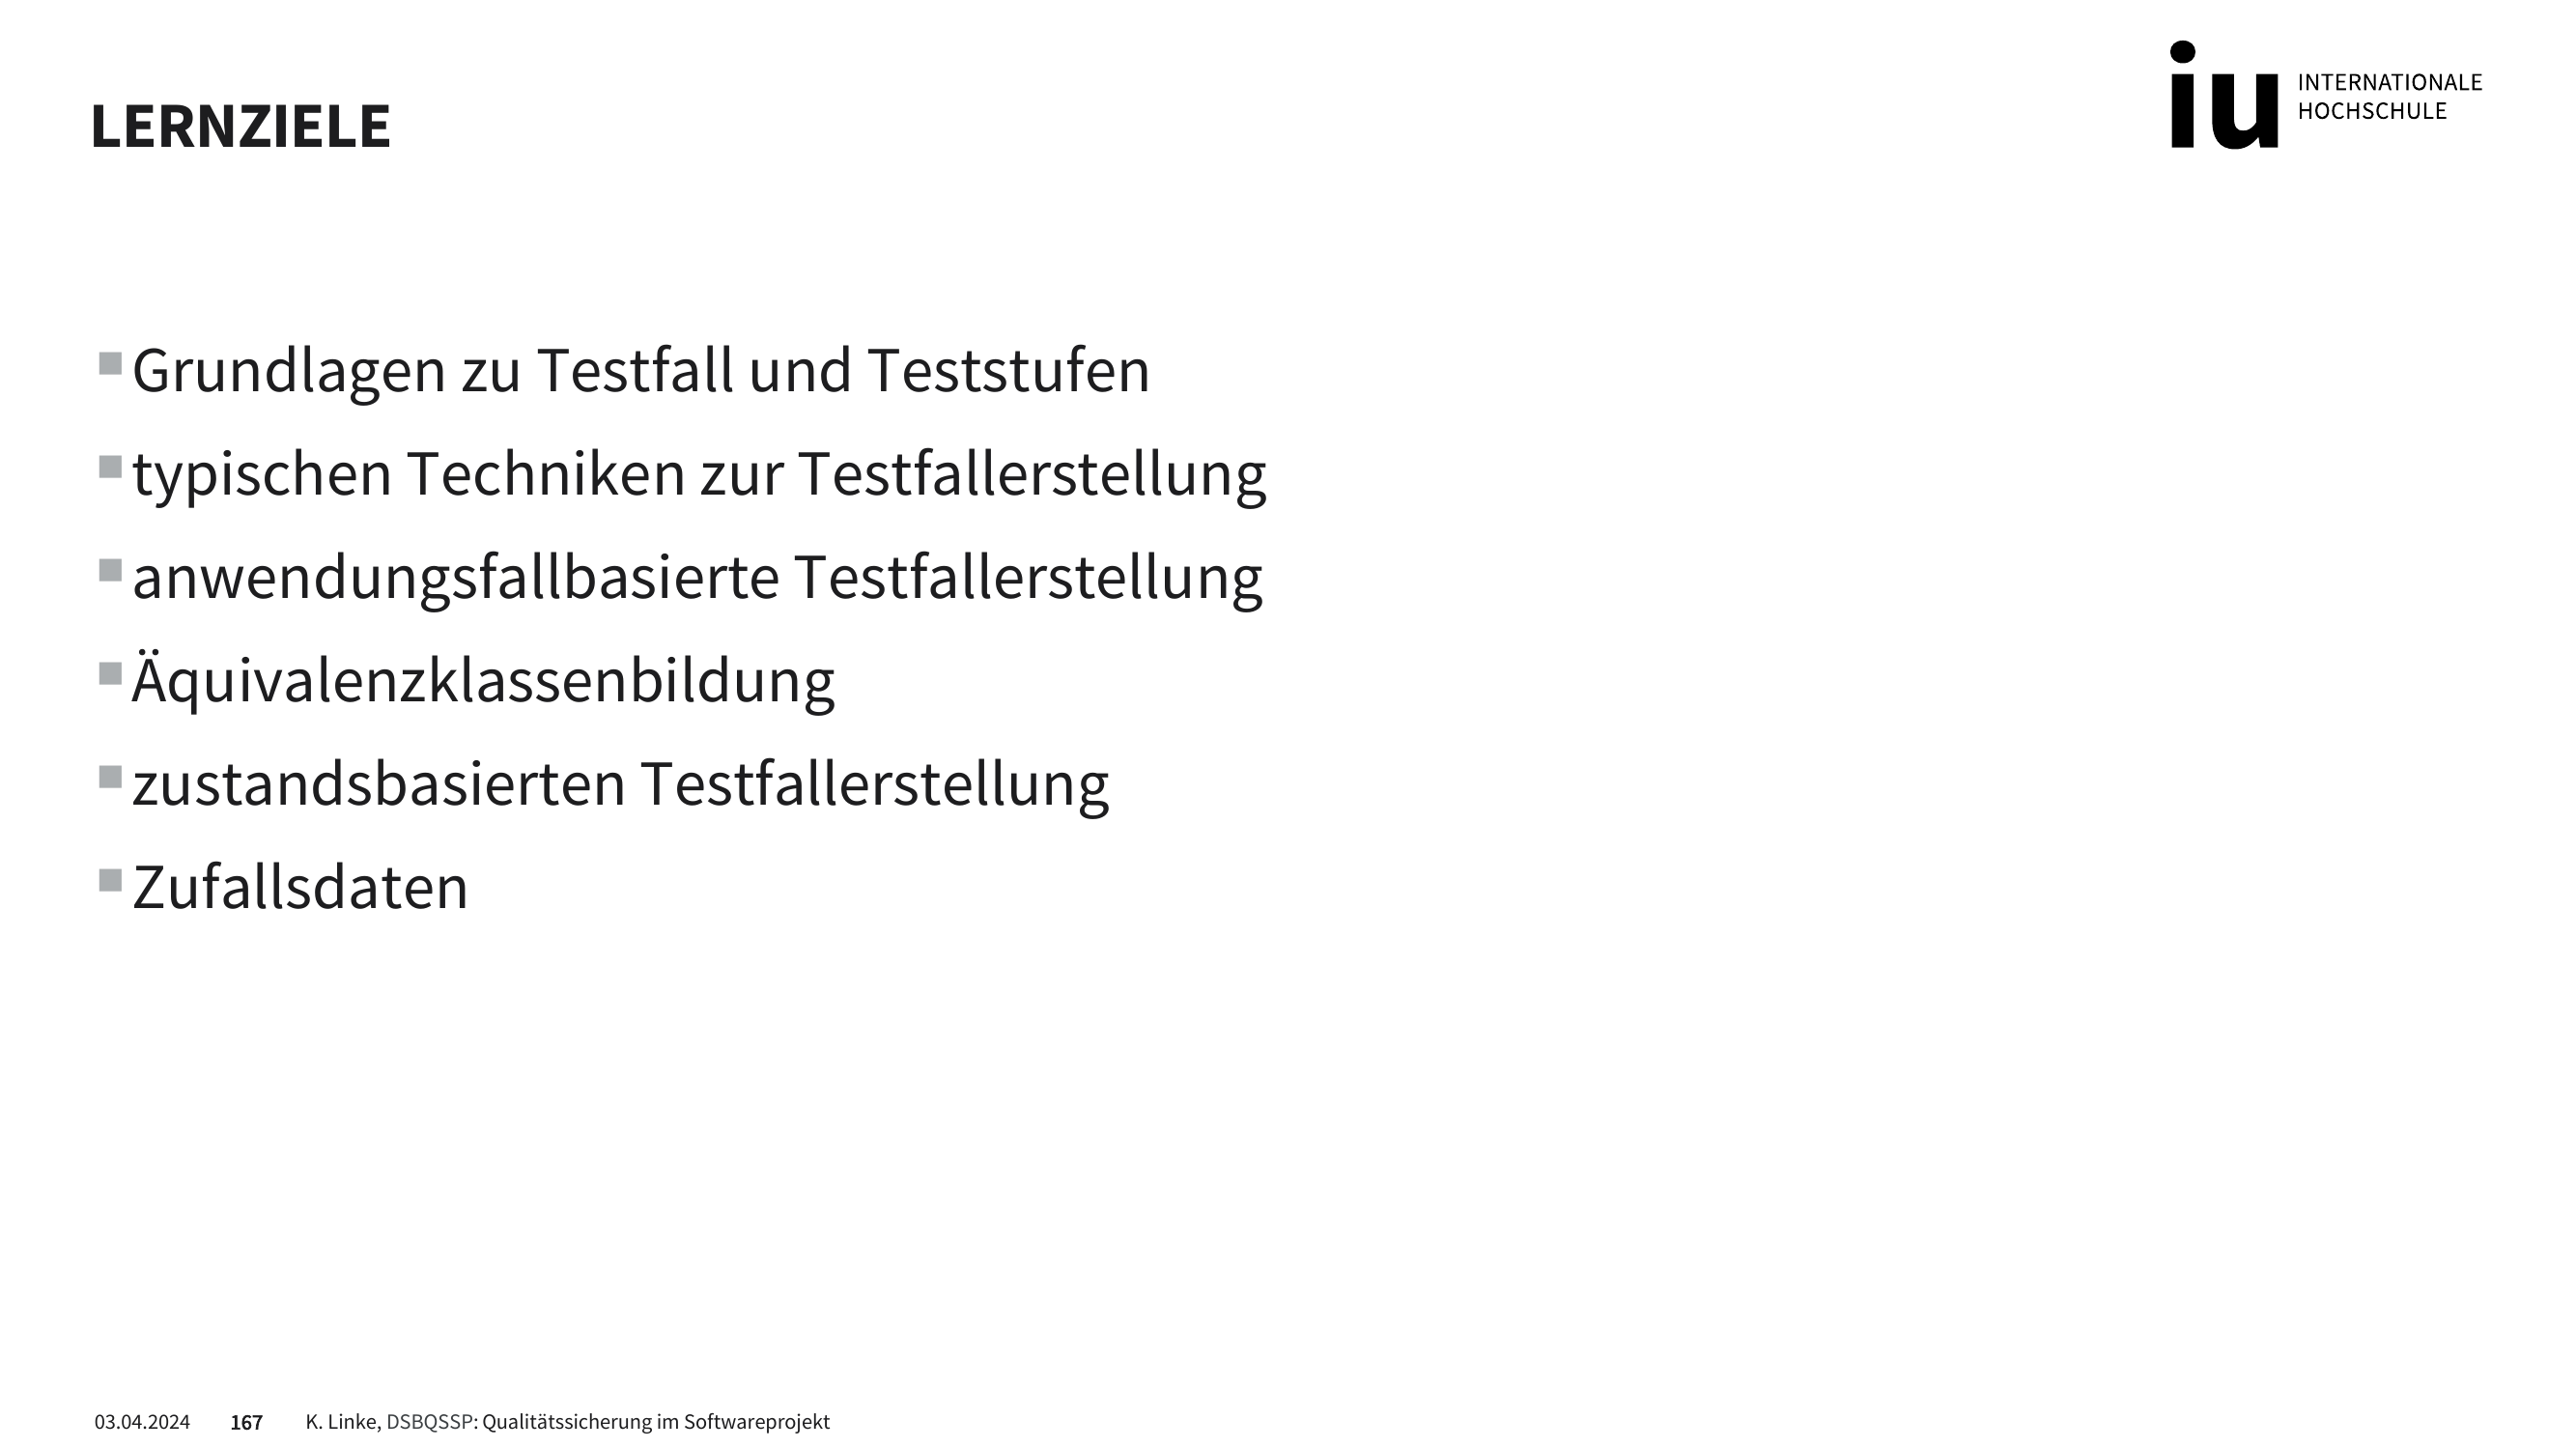 LERNZIELE
iu INTERNATIONALE
HOCHSCHULE
Grundlagen zu Testfall und Teststufen
typischen Techniken zur Testfallerstellung
anwendungsfallbasierte Testfallerstellung
Äquivalenzklassenbildung
zustandsbasierten Testfallerstellung
Zufallsdaten
03.04.2024 167 K. Linke, DSBQSSP: Qualitätssicherung im Softwareprojekt